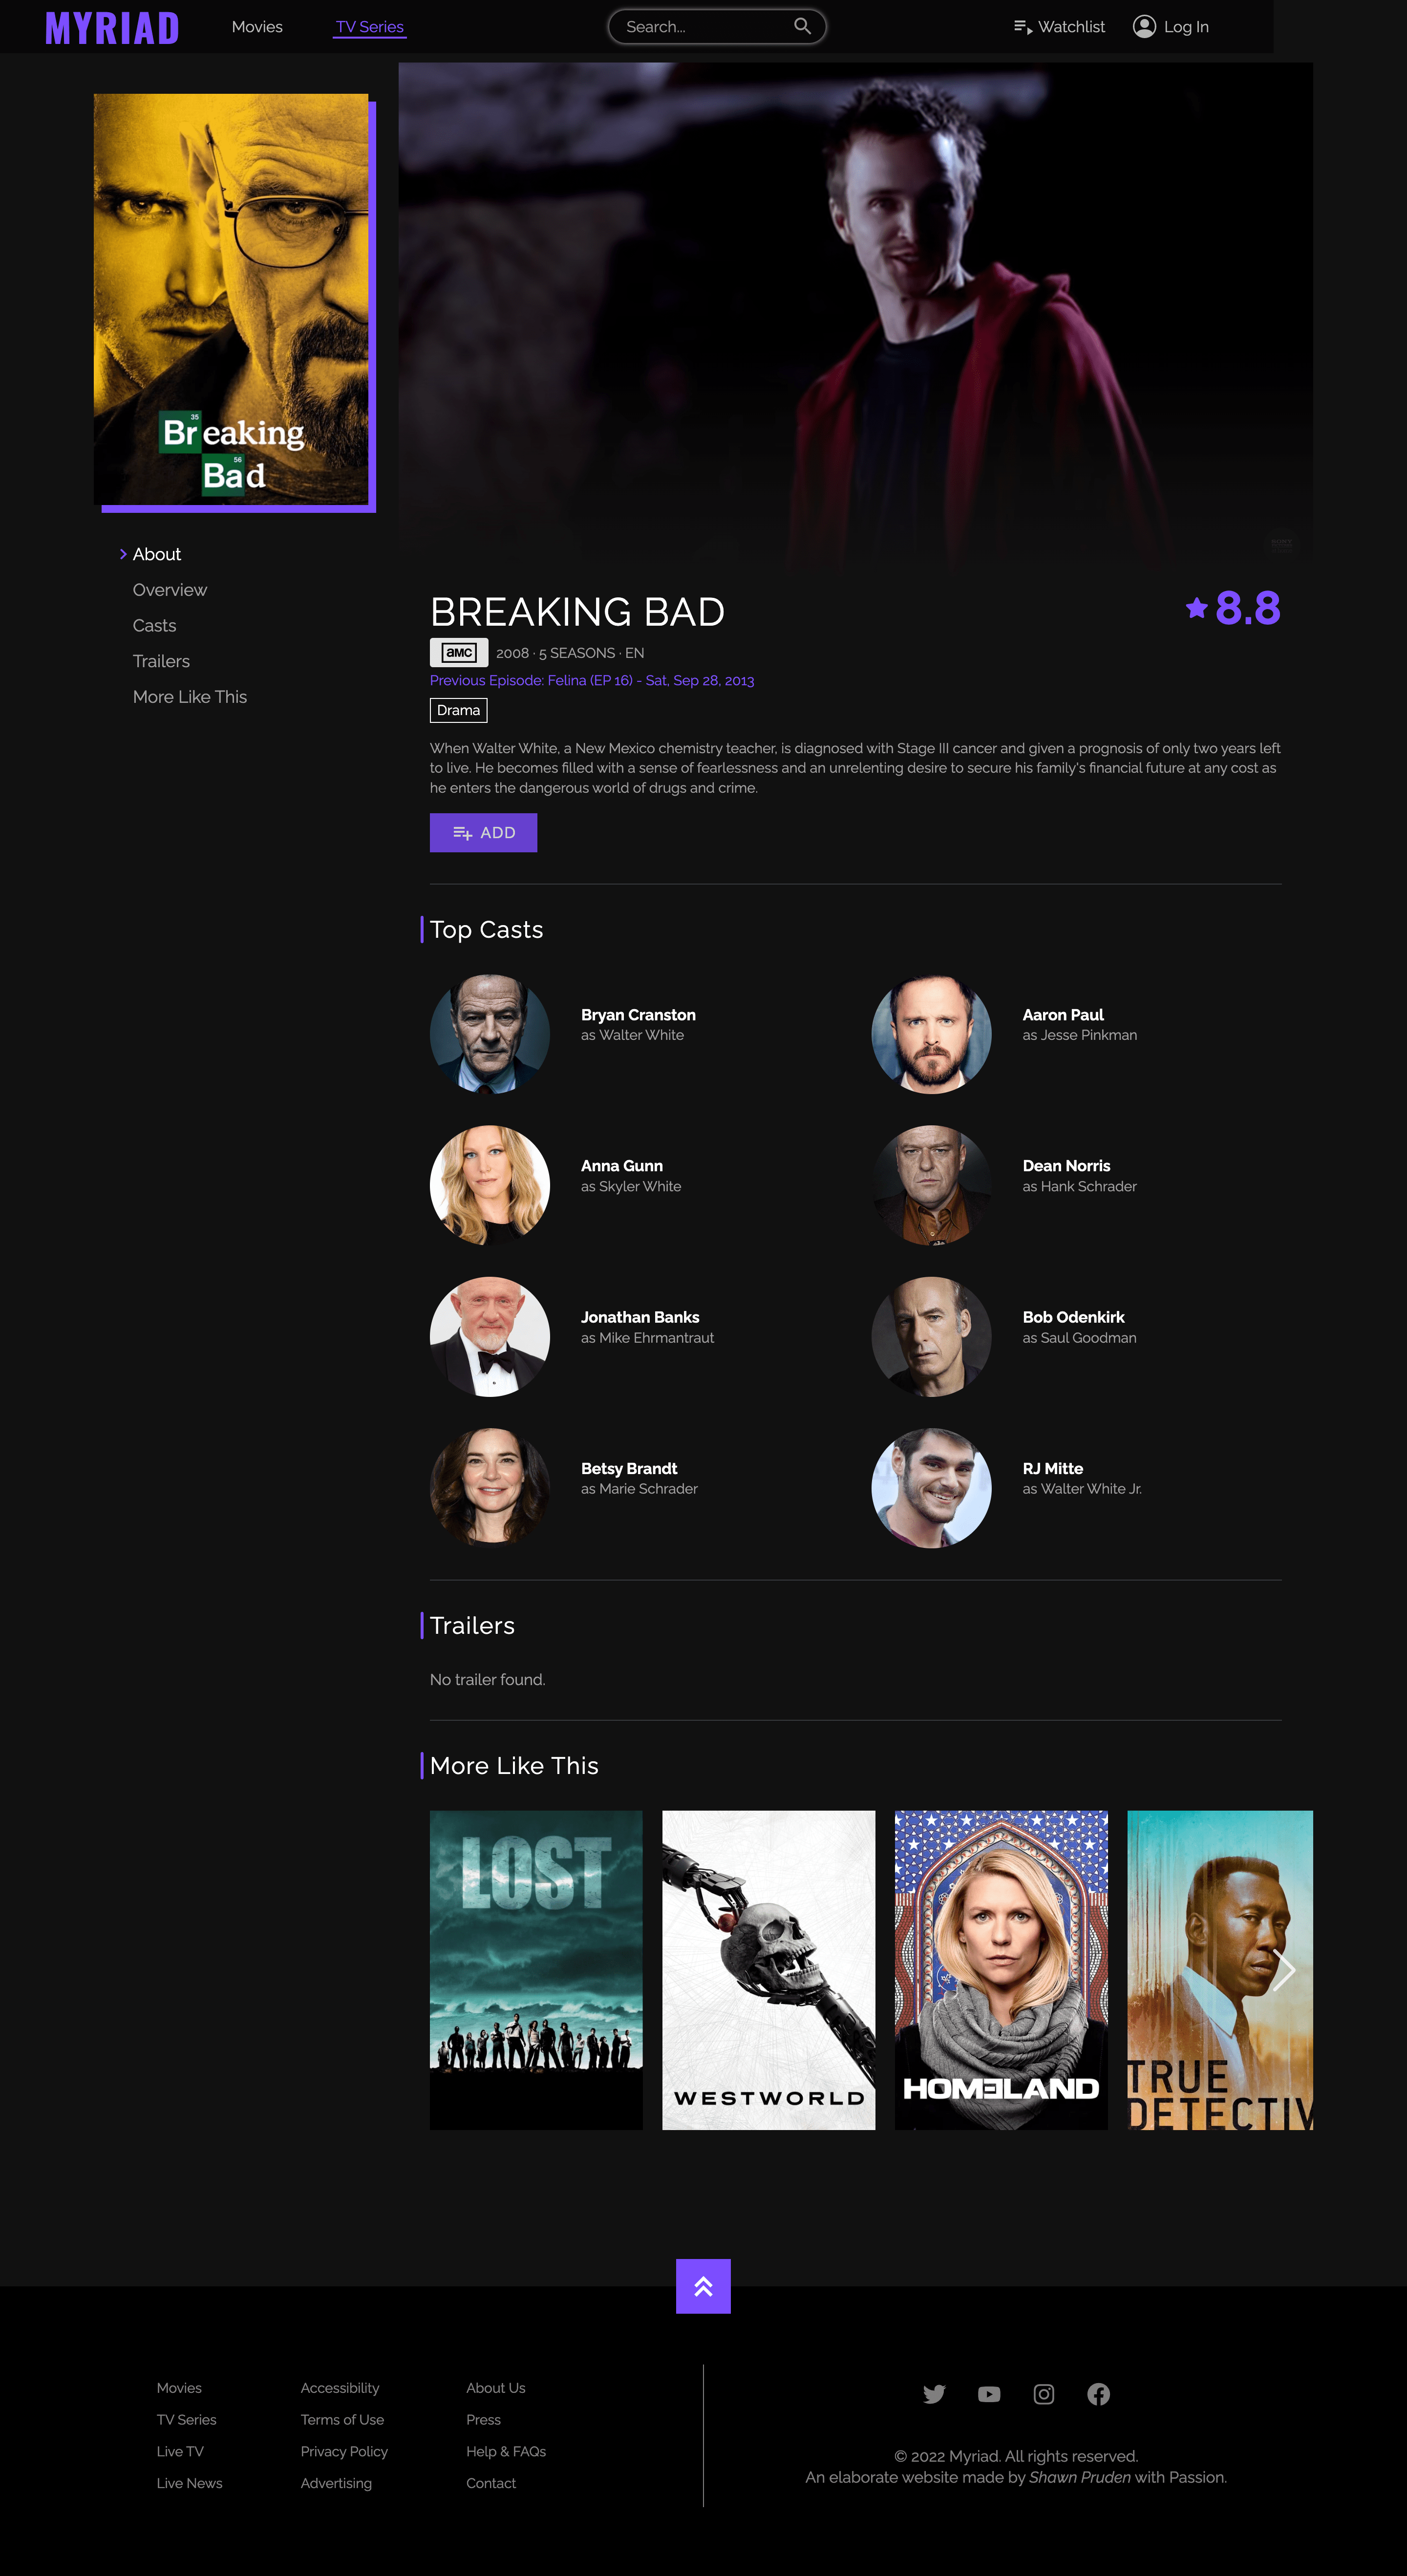 MYRIAD
Movies
TV Series
Search...
Watchlist
Log In
35
Breaking
56
Bad
About
Overview
Casts
Trailers
More Like This
BREAKING BAD
8.8
aMC
2008 · 5 SEASONS · EN
Previous Episode: Felina (EP 16) - Sat, Sep 28, 2013
Drama
When Walter White, a New Mexico chemistry teacher, is diagnosed with Stage III cancer and given a prognosis of only two years left
to live. He becomes filled with a sense of fearlessness and an unrelenting desire to secure his family's financial future at any cost as
he enters the dangerous world of drugs and crime.
ADD
Top Casts
Bryan Cranston
as Walter White
Aaron Paul
as Jesse Pinkman
Anna Gunn
as Skyler White
Dean Norris
as Hank Schrader
Jonathan Banks
as Mike Ehrmantraut
Bob Odenkirk
as Saul Goodman
Betsy Brandt
as Marie Schrader
RJ Mitte
as Walter White Jr.
Trailers
No trailer found.
More Like This
LOST
WESTWORLD
HOMELAND
TRUE
DETECTIV
Movies
TV Series
Live TV
Live News
Accessibility
Terms of Use
Privacy Policy
Advertising
About Us
Press
Help & FAQs
Contact
© 2022 Myriad. All rights reserved.
An elaborate website made by Shawn Pruden with Passion.